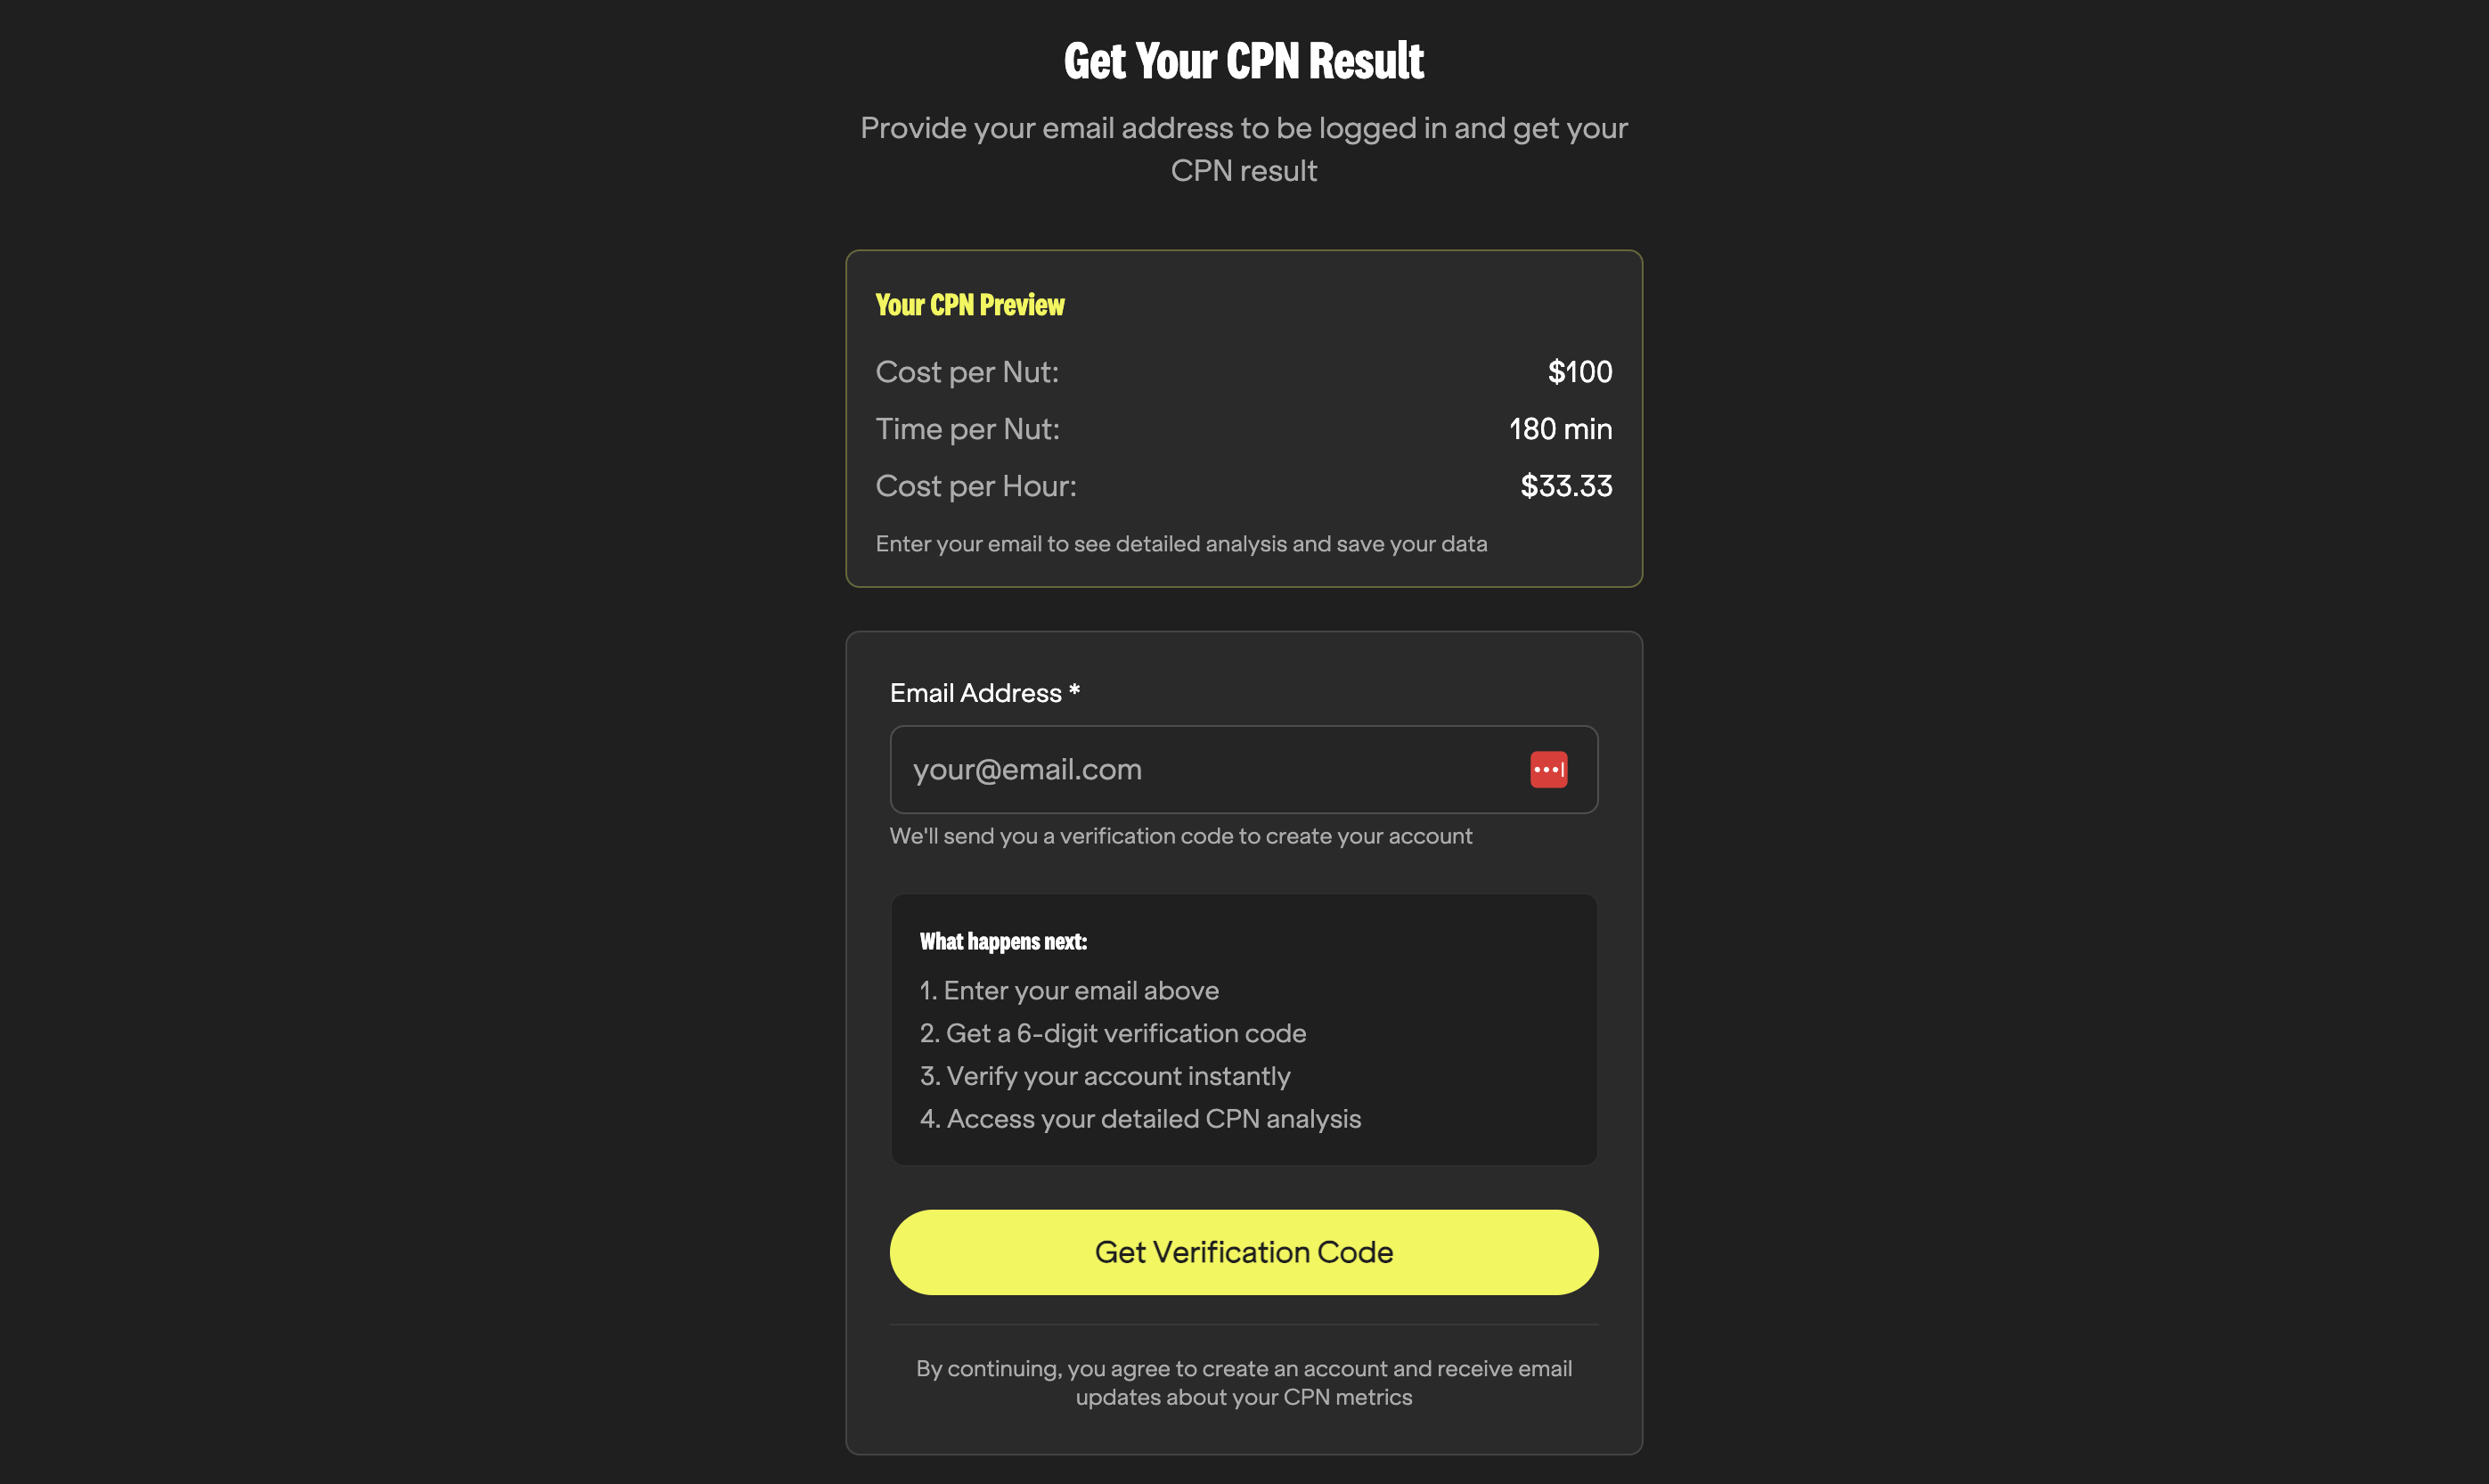 Get Your CPN Result
Provide your email address to be logged in and get your
CPN result
Your CPN Preview
Cost per Nut: $100
Time per Nut: 180 min
Cost per Hour: $33.33
Enter your email to see detailed analysis and save your data
Email Address *
your@email.com
We'll send you a verification code to create your account
What happens next:
1. Enter your email above
2. Get a 6-digit verification code
3. Verify your account instantly
4. Access your detailed CPN analysis
Get Verification Code
By continuing, you agree to create an account and receive email
updates about your CPN metrics